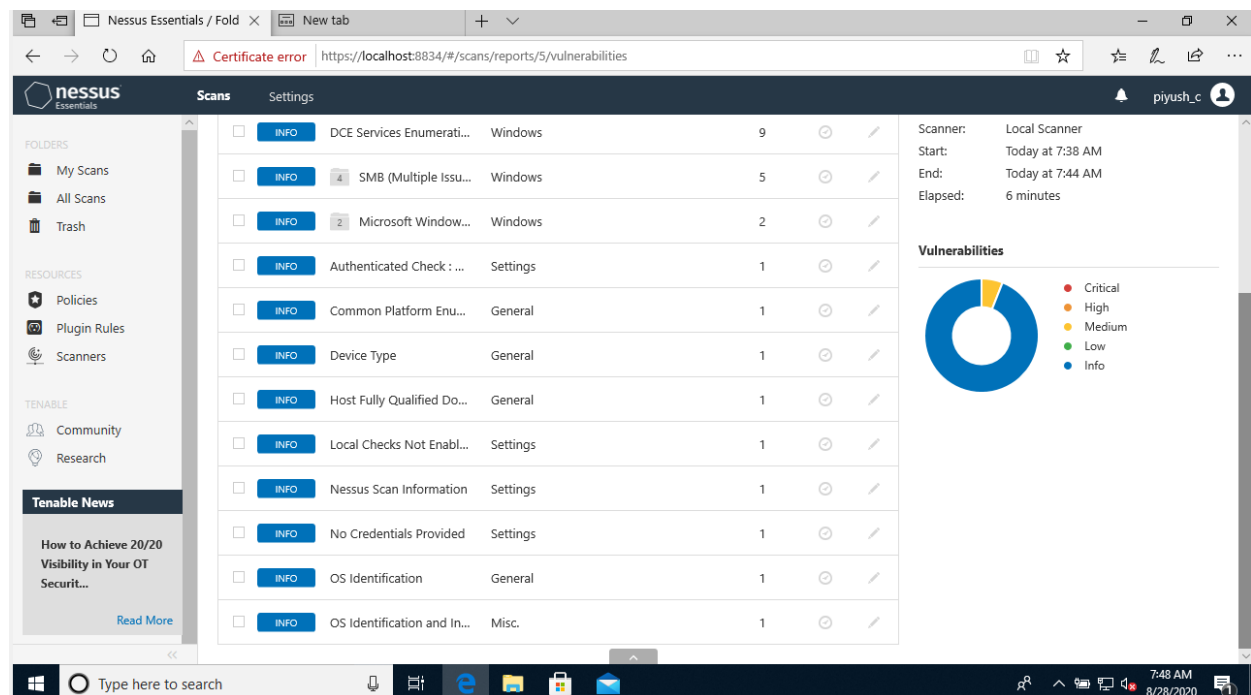 Nessus Essentials / Fold
New tab
Certificate error
https://localhost:8834/#/scans/reports/5/vulnerabilities
nessus
Essentials
Scans
Settings
piyush_c
FOLDERS
My Scans
All Scans
Trash
RESOURCES
Policies
Plugin Rules
Scanners
TENABLE
Community
Research
Tenable News
How to Achieve 20/20
Visibility in Your OT
Securit...
Read More
INFO DCE Services Enumerati... Windows 9
INFO 4 SMB (Multiple Issu... Windows 5
INFO 2 Microsoft Window... Windows 2
INFO Authenticated Check : ... Settings 1
INFO Common Platform Enu... General 1
INFO Device Type General 1
INFO Host Fully Qualified Do... General 1
INFO Local Checks Not Enabl... Settings 1
INFO Nessus Scan Information Settings 1
INFO No Credentials Provided Settings 1
INFO OS Identification General 1
INFO OS Identification and In... Misc. 1
Scanner: Local Scanner
Start: Today at 7:38 AM
End: Today at 7:44 AM
Elapsed: 6 minutes
Vulnerabilities
Critical
High
Medium
Low
Info
Type here to search
7:48 AM
8/28/2020
1